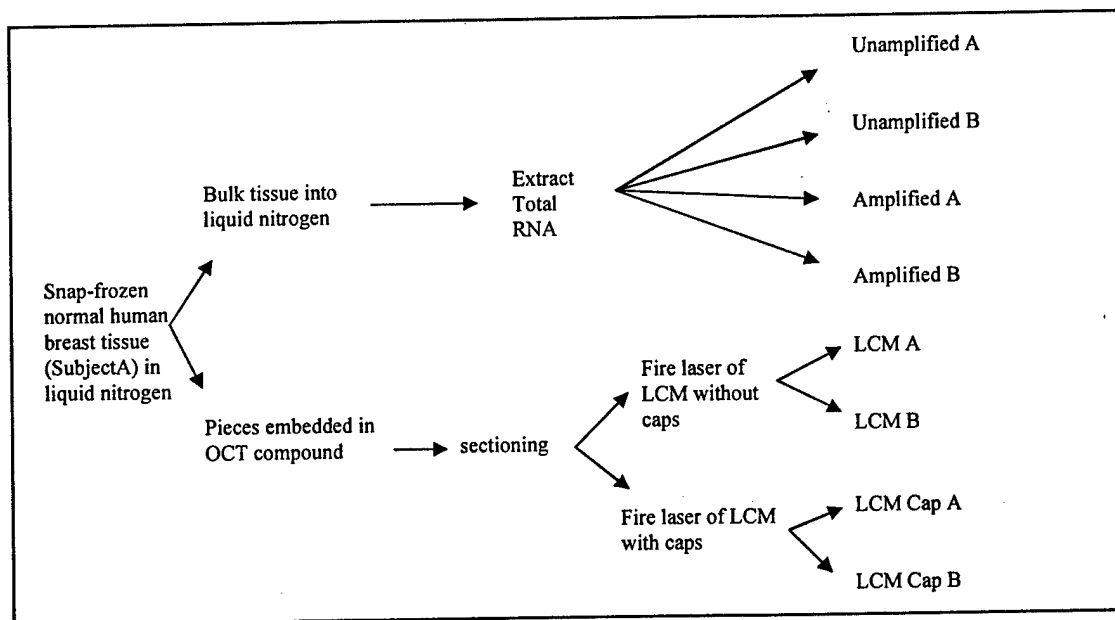 Unamplified A
Unamplified B
Bulk tissue into
liquid nitrogen
Extract
Total
RNA
Amplified A
Amplified B
Snap-frozen
normal human
breast tissue
(SubjectA) in
liquid nitrogen
Pieces embedded in
OCT compound
sectioning
Fire laser of
LCM without
caps
LCM A
LCM B
Fire laser of LCM
with caps
LCM Cap A
LCM Cap B